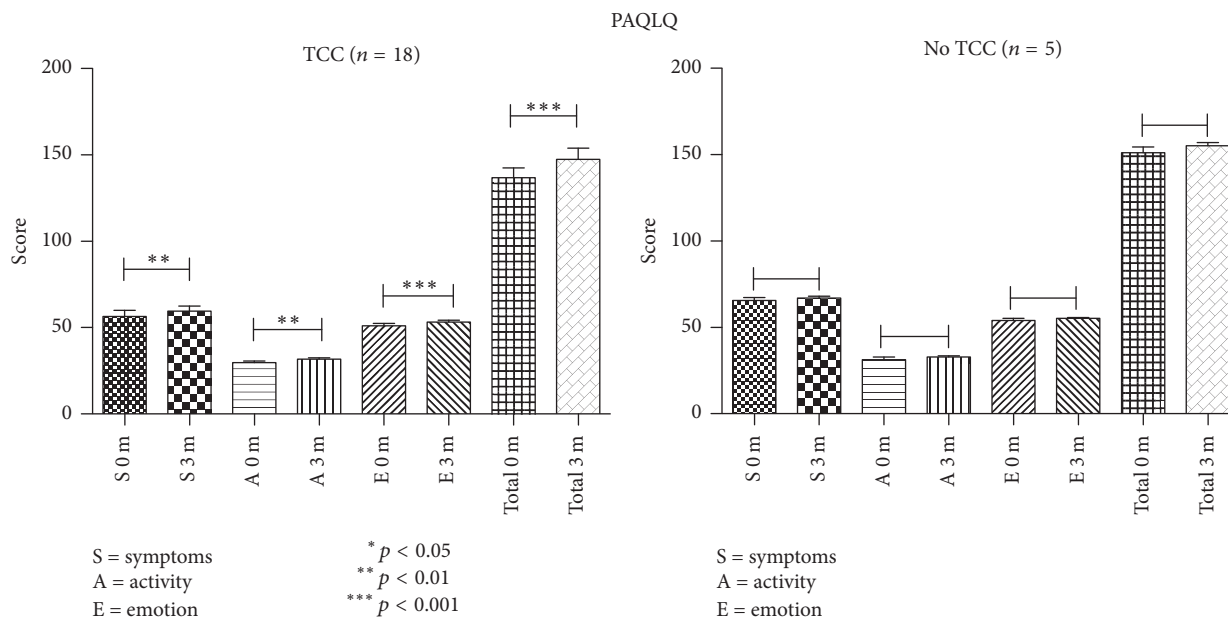 PAQLQ
TCC (n = 18)
200
150
100
50
0
Score
***
**
***
**
S 0 m
S 3 m
A 0 m
A 3 m
E 0 m
E 3 m
Total 0 m
Total 3 m
S = symptoms
A = activity
E = emotion
* p < 0.05
** p < 0.01
*** p < 0.001
No TCC (n = 5)
200
150
100
50
0
Score
S 0 m
S 3 m
A 0 m
A 3 m
E 0 m
E 3 m
Total 0 m
Total 3 m
S = symptoms
A = activity
E = emotion